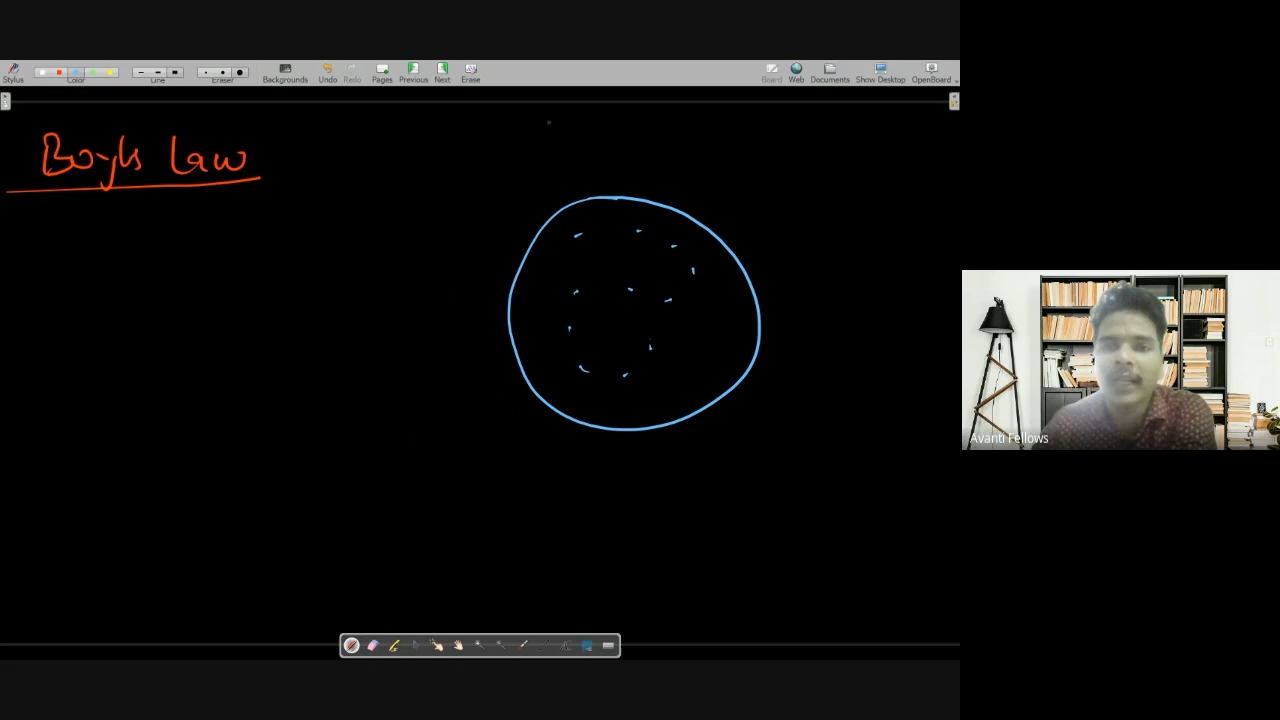 Stylus
Color
Line
Eraser
Backgrounds
Undo
Redo
Pages
Previous
Next
Erase
Board
Web
Documents
Show Desktop
OpenBoard
Boyls Law
Avanti Fellows